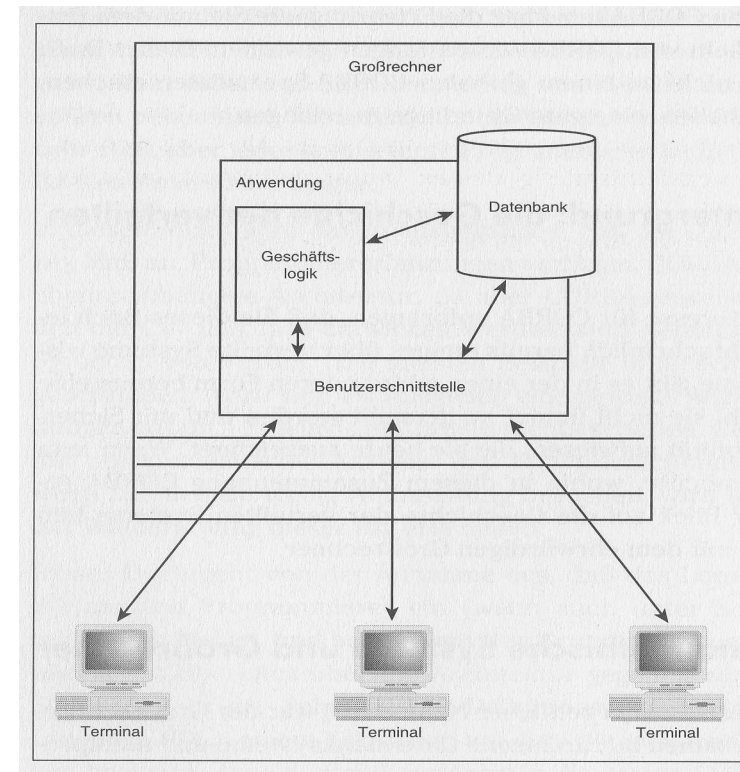 Großrechner
Anwendung
Datenbank
Geschäfts-
logik
Benutzerschnittstelle
Terminal
Terminal
Terminal